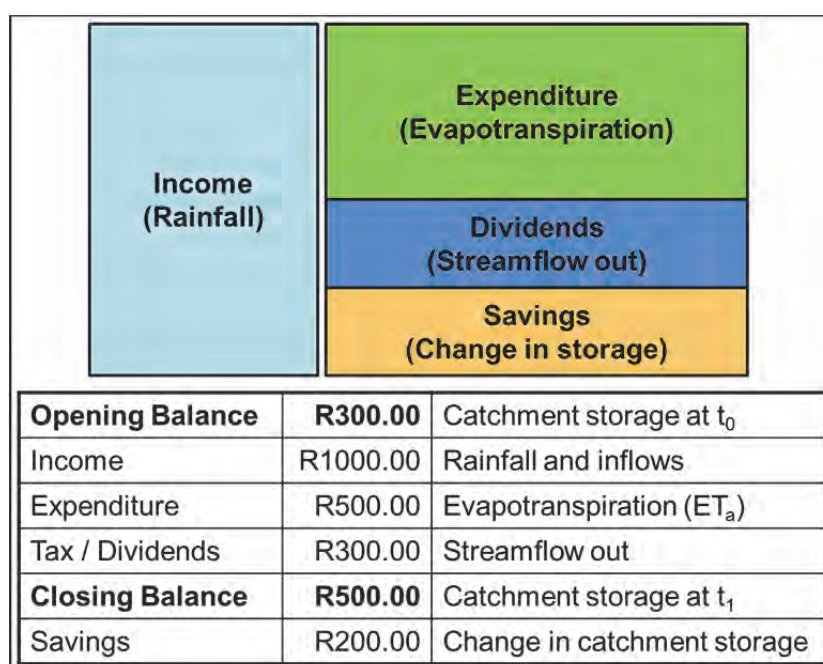 Income
(Rainfall)
Expenditure
(Evapotranspiration)
Dividends
(Streamflow out)
Savings
(Change in storage)
Opening Balance R300.00 Catchment storage at t₀
Income R1000.00 Rainfall and inflows
Expenditure R500.00 Evapotranspiration (ETₐ)
Tax / Dividends R300.00 Streamflow out
Closing Balance R500.00 Catchment storage at t₁
Savings R200.00 Change in catchment storage